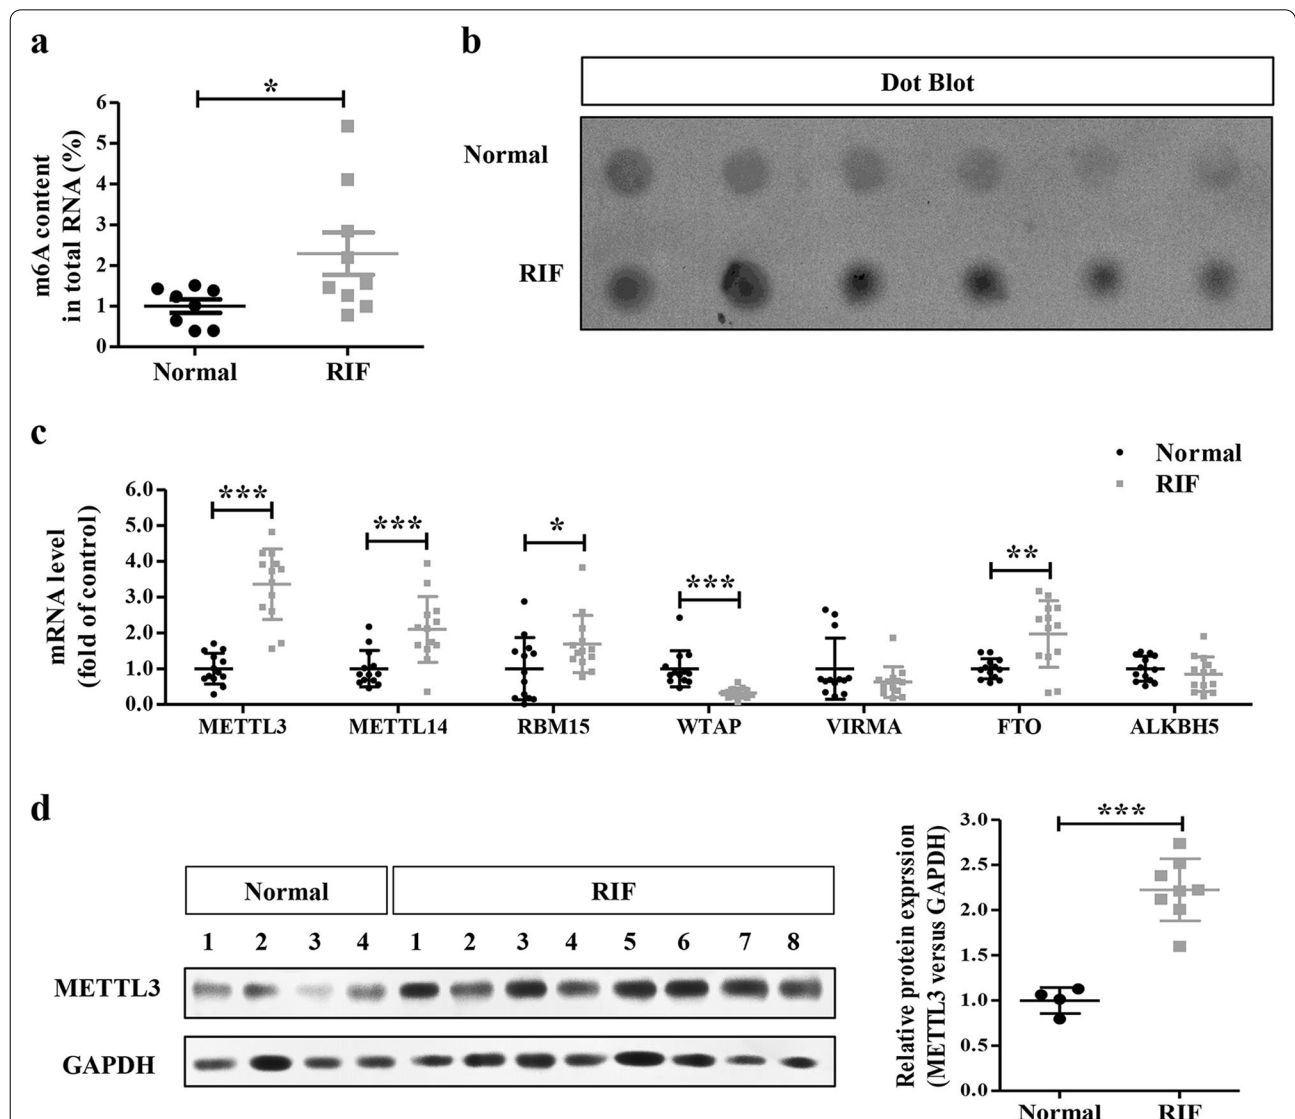 a
*
m6A content
in total RNA (%)
6
5
4
3
2
1
0
Normal
RIF
b
Dot Blot
Normal
RIF
c
Normal
RIF
mRNA level
(fold of control)
6.0
5.0
4.0
3.0
2.0
1.0
0.0
*** *** * *** **
METTL3 METTL14 RBM15 WTAP VIRMA FTO ALKBH5
d
Normal RIF
1 2 3 4 1 2 3 4 5 6 7 8
METTL3
GAPDH
Relative protein exprssion
(METTL3 versus GAPDH)
***
3.0
2.5
2.0
1.5
1.0
0.5
0.0
Normal RIF